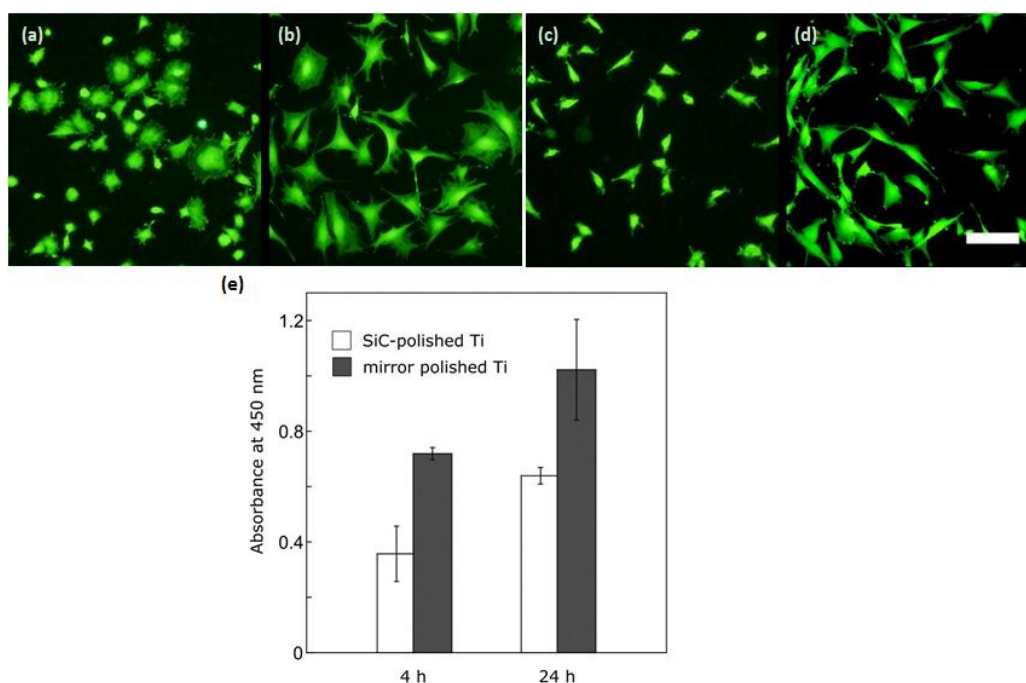 (a)
(b)
(c)
(d)
(e)
1.2
SiC-polished Ti
mirror polished Ti
0.8
0.4
0
Absorbance at 450 nm
4 h
24 h